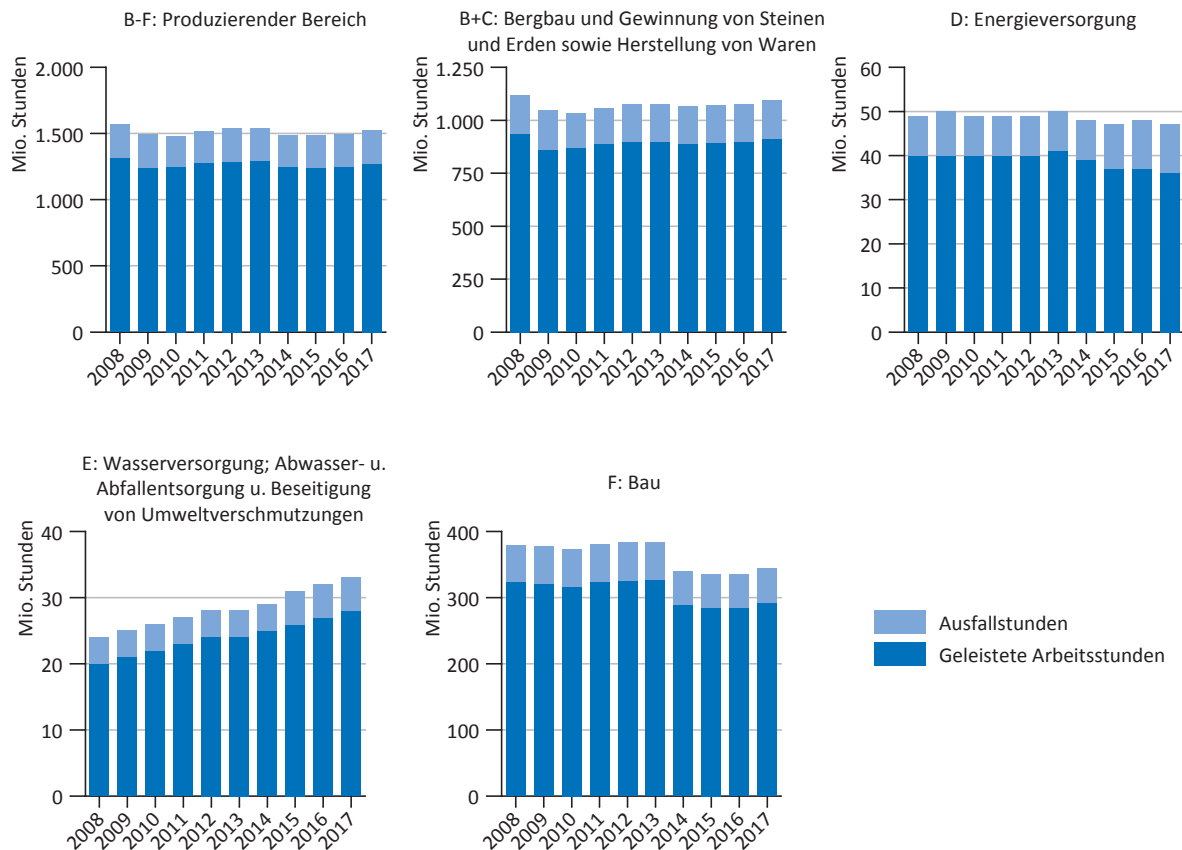 B-F: Produzierender Bereich
Mio. Stunden
2.000
1.500
1.000
500
0
2008 2009 2010 2011 2012 2013 2014 2015 2016 2017
B+C: Bergbau und Gewinnung von Steinen
und Erden sowie Herstellung von Waren
Mio. Stunden
1.250
1.000
750
500
250
0
2008 2009 2010 2011 2012 2013 2014 2015 2016 2017
D: Energieversorgung
Mio. Stunden
60
50
40
30
20
10
0
2008 2009 2010 2011 2012 2013 2014 2015 2016 2017
E: Wasserversorgung; Abwasser- u.
Abfallentsorgung u. Beseitigung
von Umweltverschmutzungen
Mio. Stunden
40
30
20
10
0
2008 2009 2010 2011 2012 2013 2014 2015 2016 2017
F: Bau
Mio. Stunden
400
300
200
100
0
2008 2009 2010 2011 2012 2013 2014 2015 2016 2017
Ausfallstunden
Geleistete Arbeitsstunden